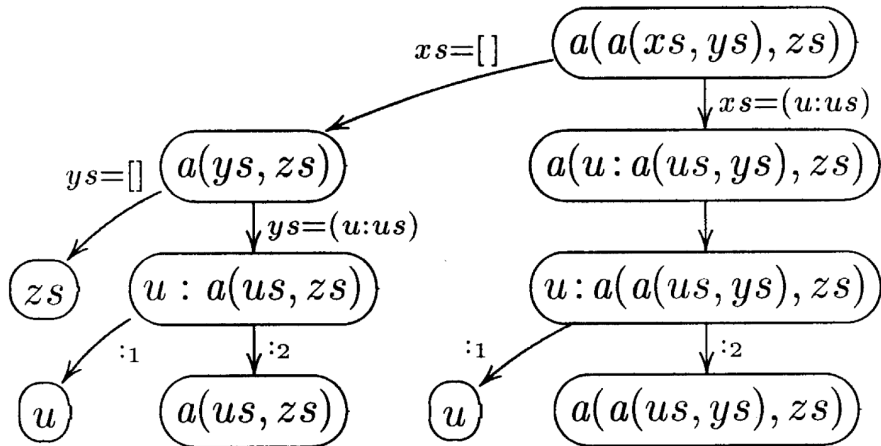 a(a(xs,ys),zs)
xs=[]
xs=(u:us)
a(ys,zs)
a(u:a(us,ys),zs)
ys=[]
ys=(u:us)
zs
u : a(us,zs)
u:a(a(us,ys),zs)
:₁
:₂
:₁
:₂
u
a(us,zs)
u
a(a(us,ys),zs)